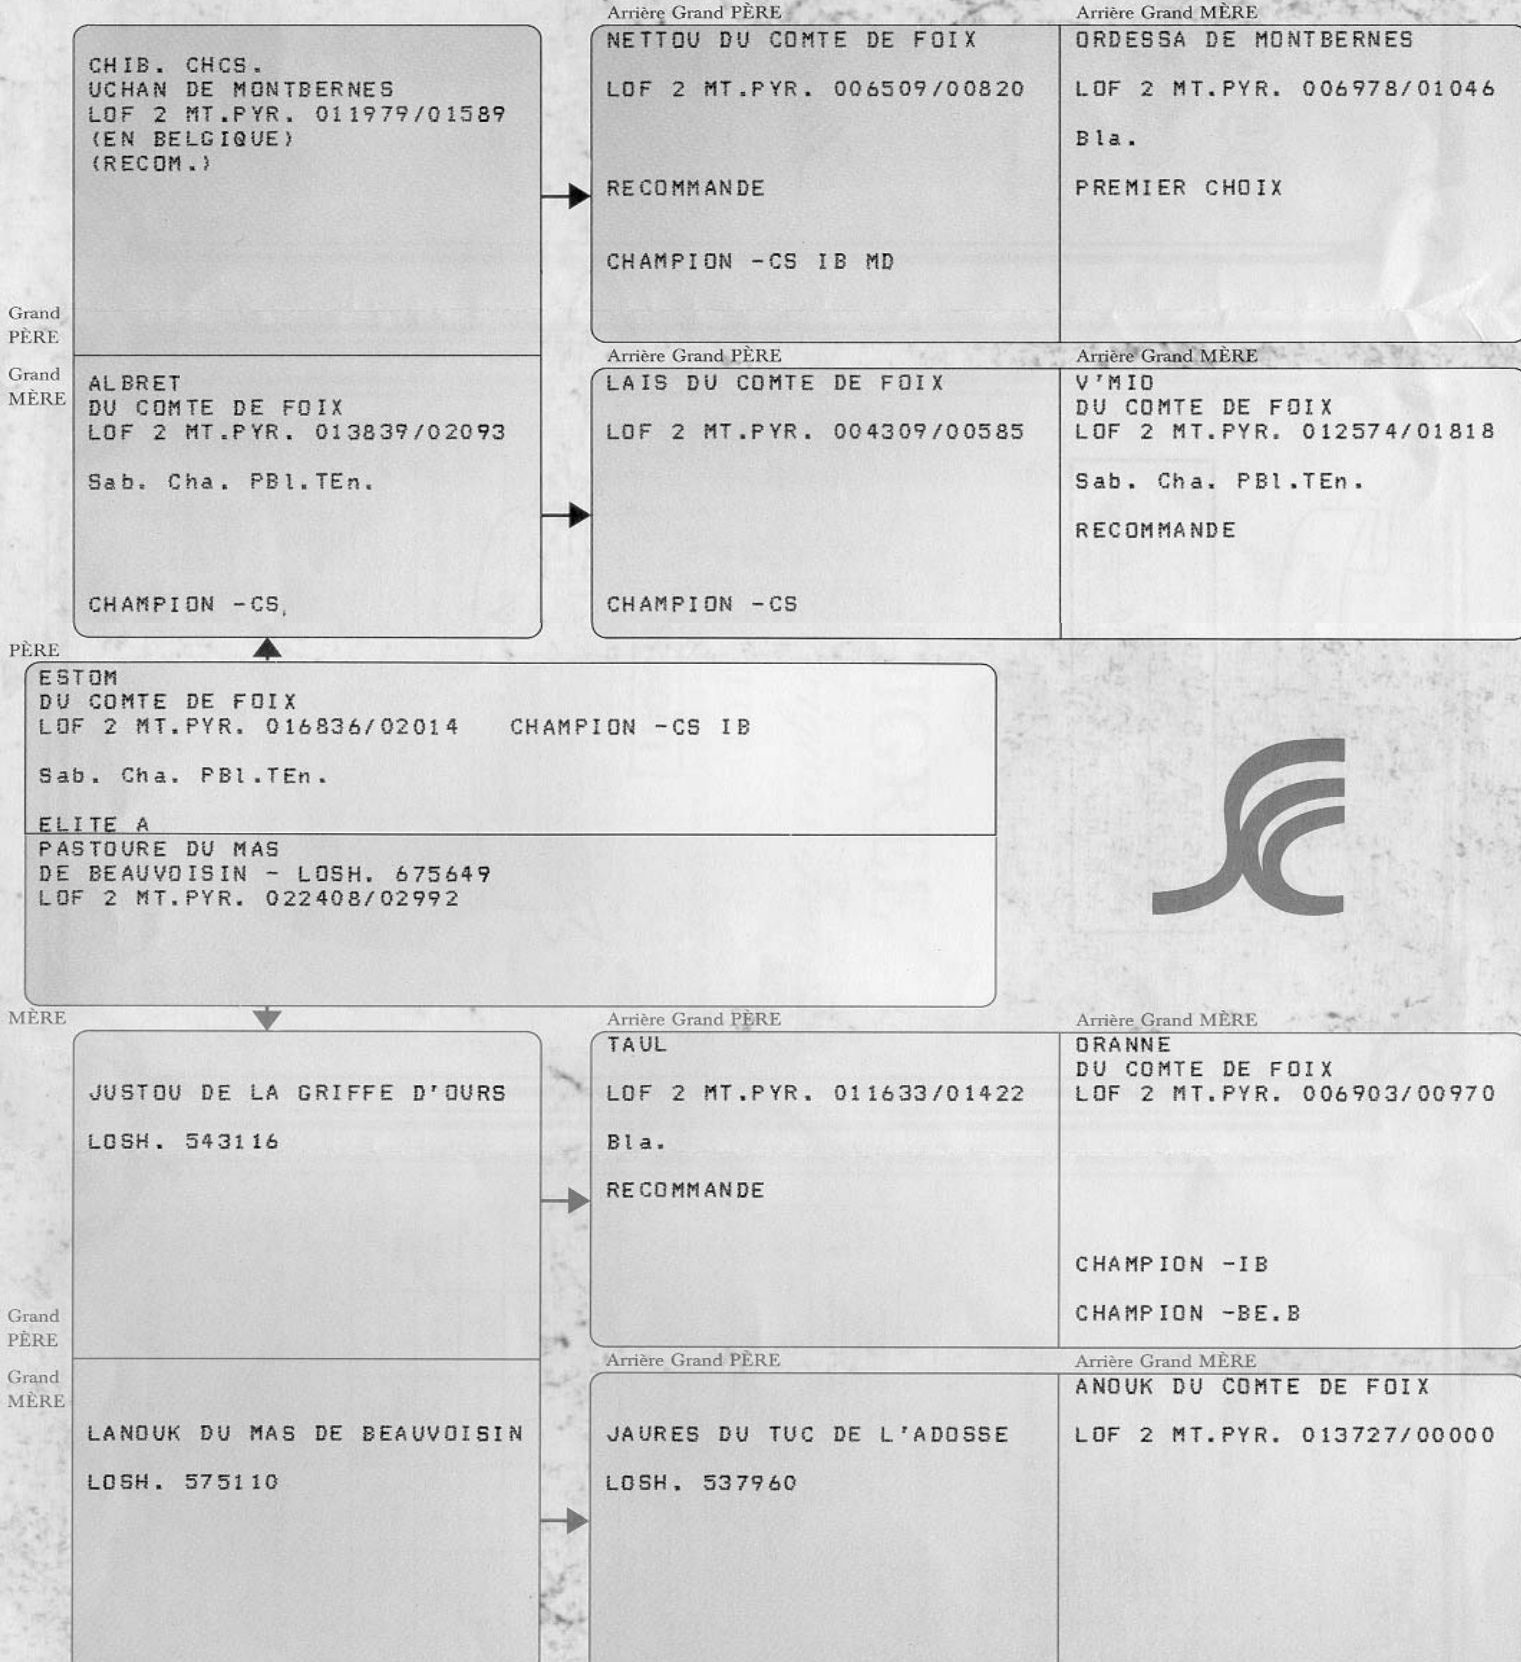 Arrière Grand PÈRE
Arrière Grand MÈRE
CHIB. CHCS.
UCHAN DE MONTBERNES
LOF 2 MT.PYR. 011979/01589
(EN BELGIQUE)
(RECOM.)
NETTOU DU COMTE DE FOIX
LOF 2 MT.PYR. 006509/00820
RECOMMANDE
CHAMPION -CS IB MD
ORDESSA DE MONTBERNES
LOF 2 MT.PYR. 006978/01046
Bla.
PREMIER CHOIX
Grand
PÈRE
Grand
MÈRE
Arrière Grand PÈRE
Arrière Grand MÈRE
ALBRET
DU COMTE DE FOIX
LOF 2 MT.PYR. 013839/02093
Sab. Cha. PBl.TEn.
CHAMPION -CS,
LAIS DU COMTE DE FOIX
LOF 2 MT.PYR. 004309/00585
CHAMPION -CS
V'MIO
DU COMTE DE FOIX
LOF 2 MT.PYR. 012574/01818
Sab. Cha. PBl.TEn.
RECOMMANDE
PÈRE
ESTOM
DU COMTE DE FOIX
LOF 2 MT.PYR. 016836/02014 CHAMPION -CS IB
Sab. Cha. PBl.TEn.
ELITE A
PASTOURE DU MAS
DE BEAUVOISIN - LOSH. 675649
LOF 2 MT.PYR. 022408/02992
MÈRE
Arrière Grand PÈRE
Arrière Grand MÈRE
JUSTOU DE LA GRIFFE D'OURS
LOSH. 543116
TAUL
LOF 2 MT.PYR. 011633/01422
Bla.
RECOMMANDE
ORANNE
DU COMTE DE FOIX
LOF 2 MT.PYR. 006903/00970
CHAMPION -IB
CHAMPION -BE.B
Grand
PÈRE
Grand
MÈRE
Arrière Grand PÈRE
Arrière Grand MÈRE
LANOUK DU MAS DE BEAUVOISIN
LOSH. 575110
JAURES DU TUC DE L'ADOSSE
LOSH. 537960
ANOUK DU COMTE DE FOIX
LOF 2 MT.PYR. 013727/00000